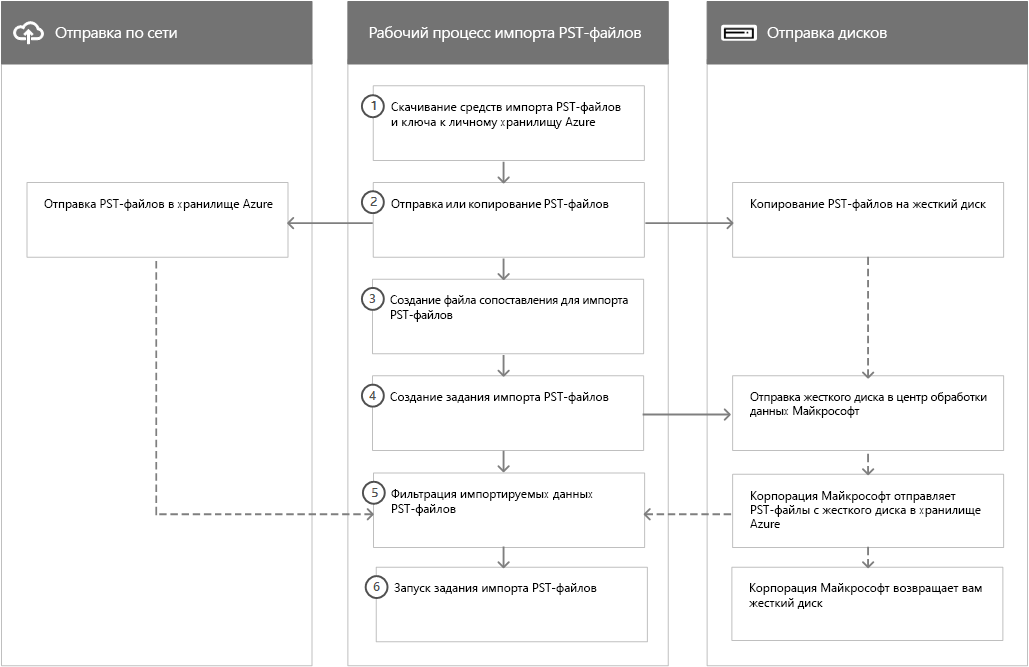 Отправка по сети
Рабочий процесс импорта PST-файлов
Отправка дисков
1
Скачивание средств импорта PST-файлов
и ключа к личному хранилищу Azure
Отправка PST-файлов в хранилище Azure
2
Отправка или копирование PST-файлов
Копирование PST-файлов на жесткий диск
3
Создание файла сопоставления для импорта
PST-файлов
4
Создание задания импорта PST-файлов
Отправка жесткого диска в центр обработки
данных Майкрософт
5
Фильтрация импортируемых данных
PST-файлов
Корпорация Майкрософт отправляет
PST-файлы с жесткого диска в хранилище
Azure
6
Запуск задания импорта PST-файлов
Корпорация Майкрософт возвращает вам
жесткий диск